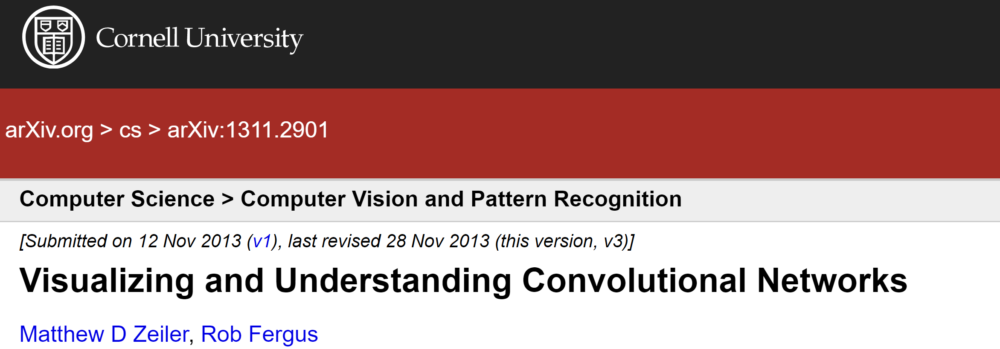 Cornell University
arXiv.org > cs > arXiv:1311.2901
Computer Science > Computer Vision and Pattern Recognition
[Submitted on 12 Nov 2013 (v1), last revised 28 Nov 2013 (this version, v3)]
Visualizing and Understanding Convolutional Networks
Matthew D Zeiler, Rob Fergus